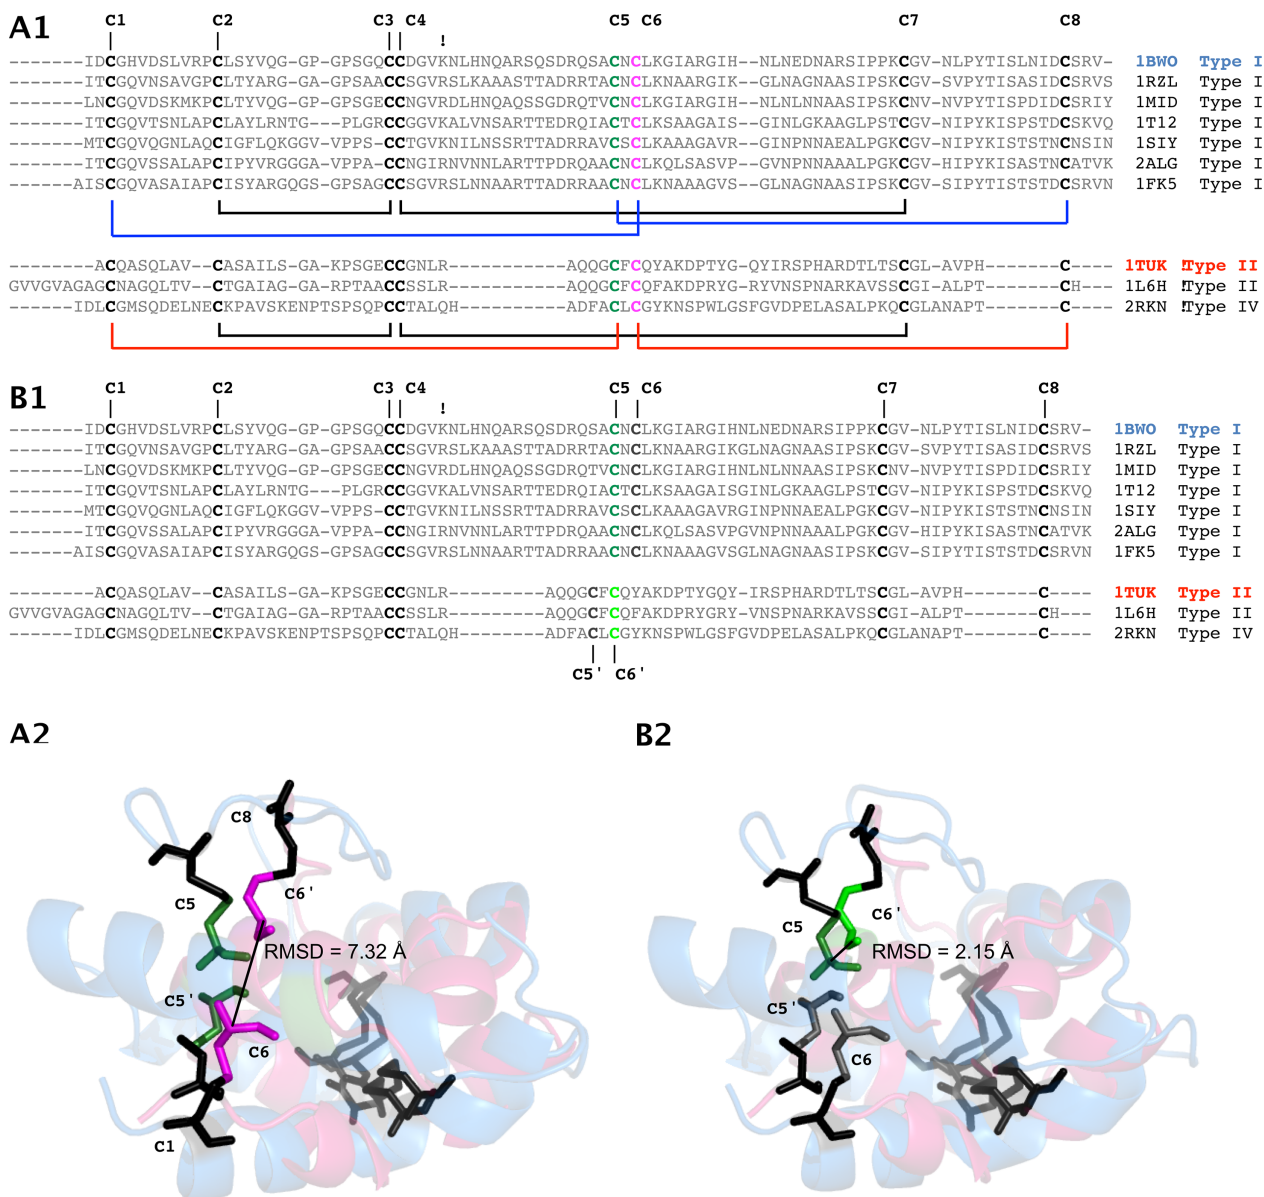 A1 C1 C2 C3 C4 C5 C6 C7 C8
!
-------IDCGHVDSLVRPCLSYVQG-GP-GPSGQCCDGVKNLHNQARSQSDRQSACNCLKGIARGIH--NLNEDNARSIPPKCGV-NLPYTISLNIDCSRV- 1BWO Type I
-------ITCGQVNSAVGPCLTYARG-GP-GPSAACCSGVRSLKAAASTTADRRTACNCLKNAARGIK--GLNAGNAASIPSKCGV-SVPYTISASIDCSRVS 1RZL Type I
-------LNCGQVDSKMKPCLTYVQG-GP-GPSGECCNGVRDLHNQAQSSGDRQTVCNCLKGIARGIH--NLNLNNAASIPSKCNV-NVPYTISPDIDCSRIY 1MID Type I
-------ITCGQVTSNLAPCLAYLRNTG---PLGRCCGGVKALVNSARTTEDRQIACTCLKSAAGAIS--GINLGKAAGLPSTCGV-NIPYKISPSTDCSKVQ 1T12 Type I
-------MTCGQVQGNLAQCIGFLQKGGV-VPPS-CCTGVKNILNSSRTTADRRAVCSCLKAAAGAVR--GINPNNAEALPGKCGV-NIPYKISTSTNCNSIN 1SIY Type I
-------ITCGQVSSALAPCIPYVRGGGA-VPPA-CCNGIRNVNNLARTTPDRQAACNCLKQLSASVP--GVNPNNAAALPGKCGV-HIPYKISASTNCATVK 2ALG Type I
------AISCGQVASAIAPCISYARGQGS-GPSAGCCSGVRSLNNAARTTADRRAACNCLKNAAAGVS--GLNAGNAASIPSKCGV-SIPYTISTSTDCSRVN 1FK5 Type I
--------ACQASQLAV--CASAILS-GA-KPSGECCGNLR----------AQQGCFCQYAKDPTYG-QYIRSPHARDTLTSCGL-AVPH------C---- 1TUK !Type II
GVVGVAGAGCNAGQLTV--CTGAIAG-GA-RPTAACCSSLR----------AQQGCFCQFAKDPRYG-RYVNSPNARKAVSSCGI-ALPT------CH--- 1L6H !Type II
------IDLCGMSQDELNECKPAVSKENPTSPSQPCCTALQH---------ADFACLCGYKNSPWLGSFGVDPELASALPKQCGLANAPT------C---- 2RKN !Type IV
B1 C1 C2 C3 C4 C5 C6 C7 C8
!
-------IDCGHVDSLVRPCLSYVQG-GP-GPSGQCCDGVKNLHNQARSQSDRQSACNCLKGIARGIHNLNEDNARSIPPKCGV-NLPYTISLNIDCSRV- 1BWO Type I
-------ITCGQVNSAVGPCLTYARG-GP-GPSAACCSGVRSLKAAASTTADRRTACNCLKNAARGIKGLNAGNAASIPSKCGV-SVPYTISASIDCSRVS 1RZL Type I
-------LNCGQVDSKMKPCLTYVQG-GP-GPSGECCNGVRDLHNQAQSSGDRQTVCNCLKGIARGIHNLNLNNAASIPSKCNV-NVPYTISPDIDCSRIY 1MID Type I
-------ITCGQVTSNLAPCLAYLRNTG---PLGRCCGGVKALVNSARTTEDRQIACTCLKSAAGAISGINLGKAAGLPSTCGV-NIPYKISPSTDCSKVQ 1T12 Type I
-------MTCGQVQGNLAQCIGFLQKGGV-VPPS-CCTGVKNILNSSRTTADRRAVCSCLKAAAGAVRGINPNNAEALPGKCGV-NIPYKISTSTNCNSIN 1SIY Type I
-------ITCGQVSSALAPCIPYVRGGGA-VPPA-CCNGIRNVNNLARTTPDRQAACNCLKQLSASVPGVNPNNAAALPGKCGV-HIPYKISASTNCATVK 2ALG Type I
------AISCGQVASAIAPCISYARGQGS-GPSAGCCSGVRSLNNAARTTADRRAACNCLKNAAAGVSGLNAGNAASIPSKCGV-SIPYTISTSTDCSRVN 1FK5 Type I
--------ACQASQLAV--CASAILS-GA-KPSGECCGNLR--------AQQGCFCQYAKDPTYGQY-IRSPHARDTLTSCGL-AVPH-------C---- 1TUK Type II
GVVGVAGAGCNAGQLTV--CTGAIAG-GA-RPTAACCSSLR--------AQQGCFCQFAKDPRYGRY-VNSPNARKAVSSCGI-ALPT-------CH--- 1L6H Type II
------IDLCGMSQDELNECKPAVSKENPTSPSQPCCTALQH-------ADFACLCGYKNSPWLGSFGVDPELASALPKQCGLANAPT-------C---- 2RKN Type IV
C5' C6'
A2 B2
C8
C5
C6'
RMSD = 7.32 Å
C5'
C6
C1
C6'
C5
RMSD = 2.15 Å
C5'
C6